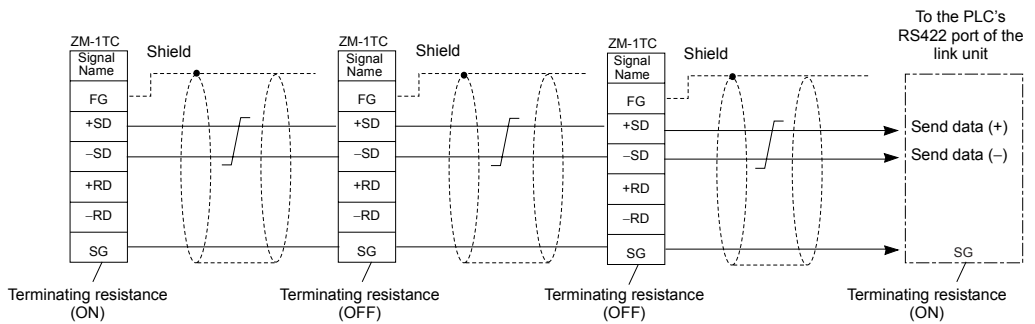 To the PLC's
RS422 port of the
link unit
ZM-1TC
Signal
Name
FG
+SD
−SD
+RD
−RD
SG
Shield
Terminating resistance
(ON)
ZM-1TC
Signal
Name
FG
+SD
−SD
+RD
−RD
SG
Shield
Terminating resistance
(OFF)
ZM-1TC
Signal
Name
FG
+SD
−SD
+RD
−RD
SG
Shield
Terminating resistance
(OFF)
Send data (+)
Send data (−)
SG
Terminating resistance
(ON)